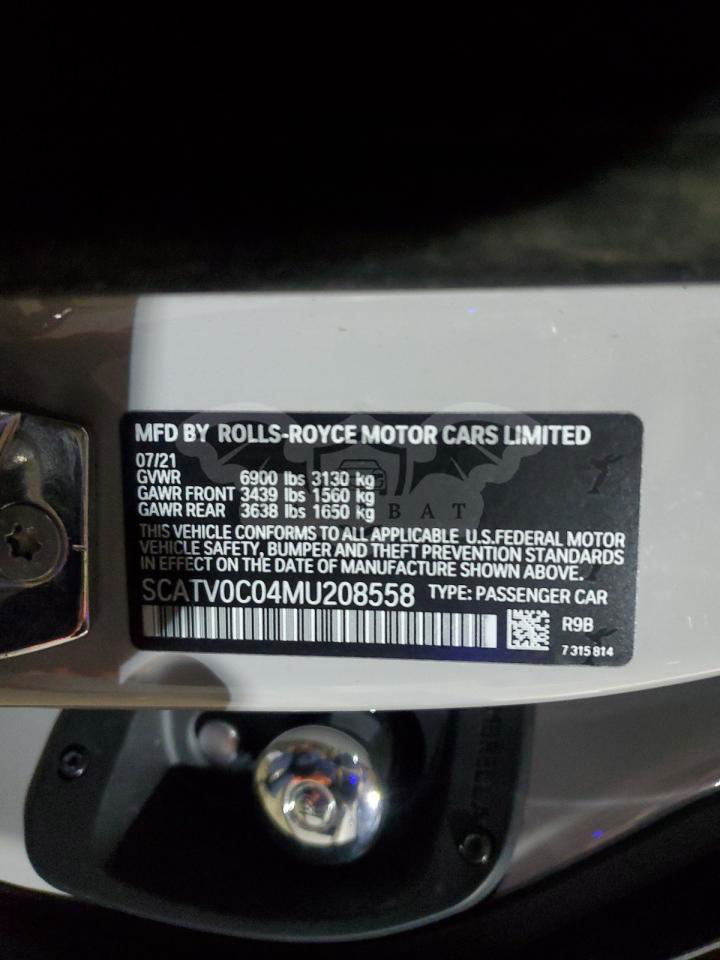 MFD BY ROLLS-ROYCE MOTOR CARS LIMITED
07/21
GVWR 6900 lbs 3130 kg
GAWR FRONT 3439 lbs 1560 kg
GAWR REAR 3638 lbs 1650 kg
BAT
THIS VEHICLE CONFORMS TO ALL APPLICABLE U.S.FEDERAL MOTOR
VEHICLE SAFETY, BUMPER AND THEFT PREVENTION STANDARDS
IN EFFECT ON THE DATE OF MANUFACTURE SHOWN ABOVE.
SCATV0C04MU208558 TYPE: PASSENGER CAR
R9B
7 315 814